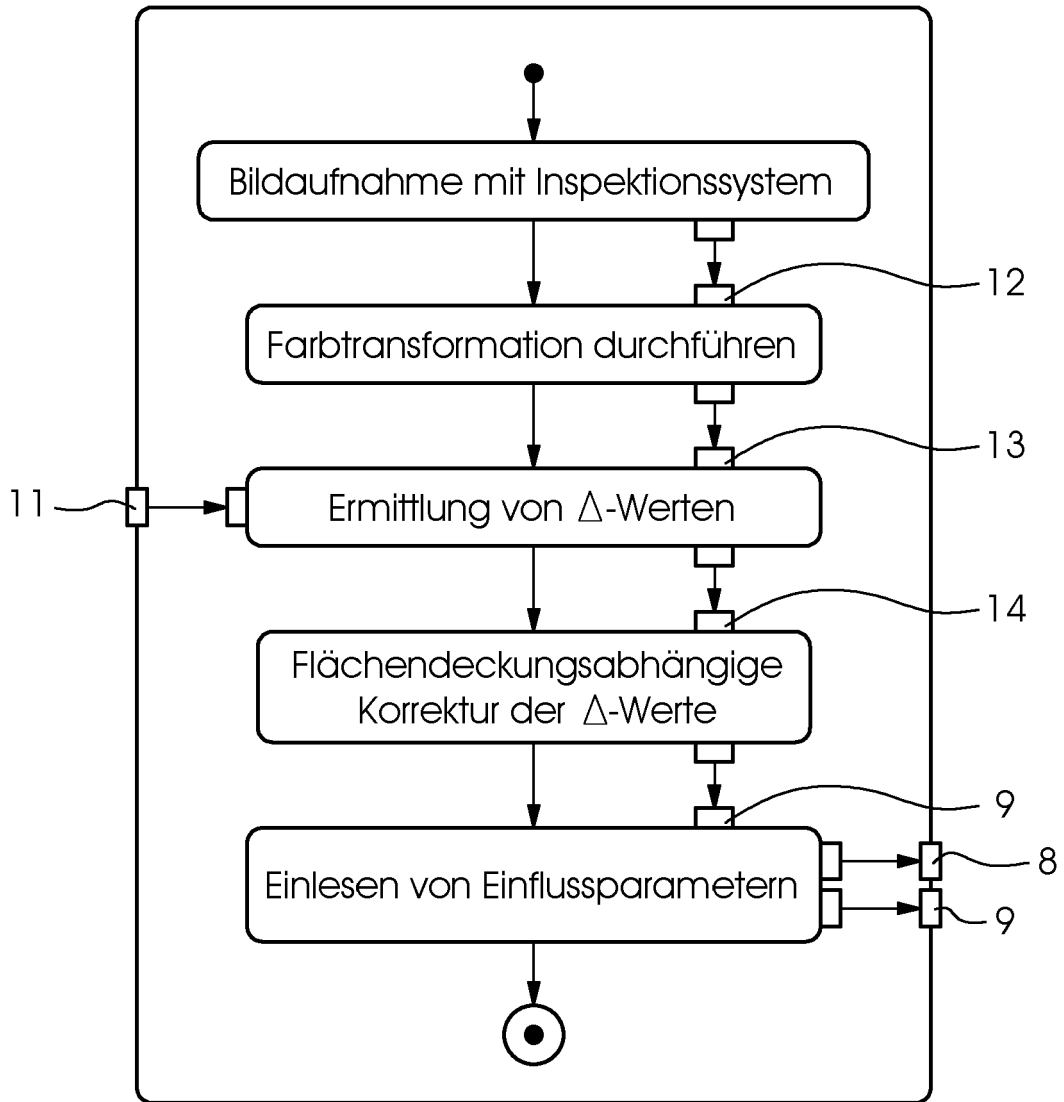 Bildaufnahme mit Inspektionssystem
12
Farbtransformation durchführen
13
11
Ermittlung von Δ-Werten
14
Flächendeckungsabhängige
Korrektur der Δ-Werte
9
8
Einlesen von Einflussparametern
9